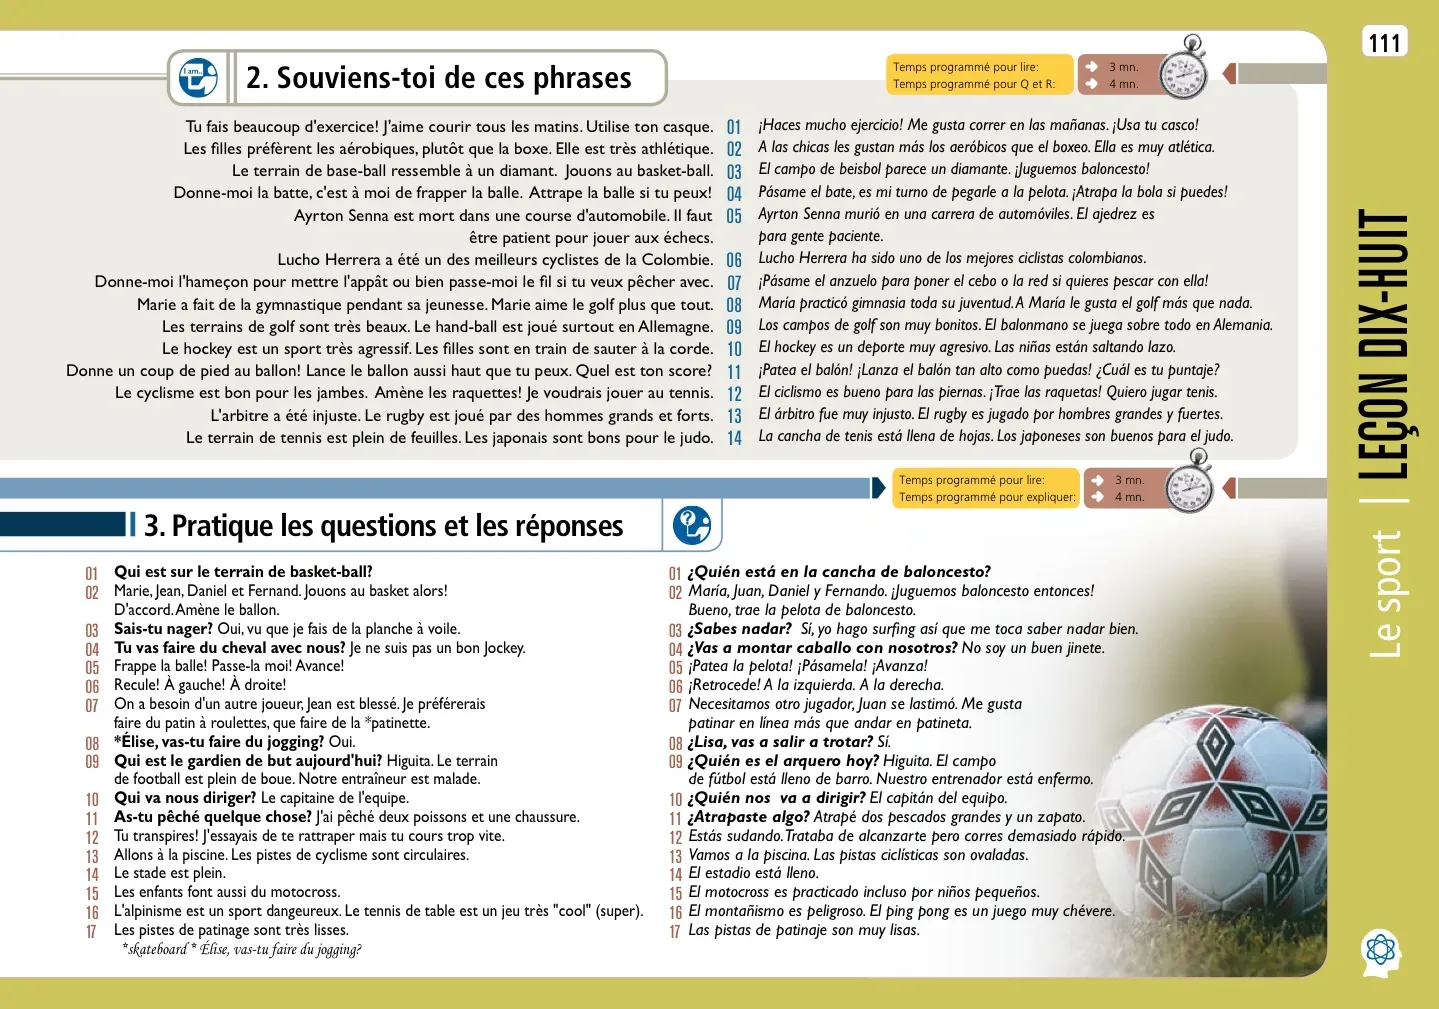 111
I am..
2. Souviens-toi de ces phrases
Temps programmé pour lire: 3 mn.
Temps programmé pour Q et R: 4 mn.
Tu fais beaucoup d'exercice! J'aime courir tous les matins. Utilise ton casque. 01 ¡Haces mucho ejercicio! Me gusta correr en las mañanas. ¡Usa tu casco!
Les filles préfèrent les aérobiques, plutôt que la boxe. Elle est très athlétique. 02 A las chicas les gustan más los aeróbicos que el boxeo. Ella es muy atlética.
Le terrain de base-ball ressemble à un diamant. Jouons au basket-ball. 03 El campo de beisbol parece un diamante. ¡Juguemos baloncesto!
Donne-moi la batte, c'est à moi de frapper la balle. Attrape la balle si tu peux! 04 Pásame el bate, es mi turno de pegarle a la pelota. ¡Atrapa la bola si puedes!
Ayrton Senna est mort dans une course d'automobile. Il faut 05 Ayrton Senna murió en una carrera de automóviles. El ajedrez es
être patient pour jouer aux échecs. para gente paciente.
Lucho Herrera a été un des meilleurs cyclistes de la Colombie. 06 Lucho Herrera ha sido uno de los mejores ciclistas colombianos.
Donne-moi l'hameçon pour mettre l'appât ou bien passe-moi le fil si tu veux pêcher avec. 07 ¡Pásame el anzuelo para poner el cebo o la red si quieres pescar con ella!
Marie a fait de la gymnastique pendant sa jeunesse. Marie aime le golf plus que tout. 08 María practicó gimnasia toda su juventud. A María le gusta el golf más que nada.
Les terrains de golf sont très beaux. Le hand-ball est joué surtout en Allemagne. 09 Los campos de golf son muy bonitos. El balonmano se juega sobre todo en Alemania.
Le hockey est un sport très agressif. Les filles sont en train de sauter à la corde. 10 El hockey es un deporte muy agresivo. Las niñas están saltando lazo.
Donne un coup de pied au ballon! Lance le ballon aussi haut que tu peux. Quel est ton score? 11 ¡Patea el balón! ¡Lanza el balón tan alto como puedas! ¿Cuál es tu puntaje?
Le cyclisme est bon pour les jambes. Amène les raquettes! Je voudrais jouer au tennis. 12 El ciclismo es bueno para las piernas. ¡Trae las raquetas! Quiero jugar tenis.
L'arbitre a été injuste. Le rugby est joué par des hommes grands et forts. 13 El árbitro fue muy injusto. El rugby es jugado por hombres grandes y fuertes.
Le terrain de tennis est plein de feuilles. Les japonais sont bons pour le judo. 14 La cancha de tenis está llena de hojas. Los japoneses son buenos para el judo.
Temps programmé pour lire: 3 mn.
Temps programmé pour expliquer: 4 mn.
3. Pratique les questions et les réponses
?
01 Qui est sur le terrain de basket-ball?
02 Marie, Jean, Daniel et Fernand. Jouons au basket alors!
D'accord. Amène le ballon.
03 Sais-tu nager? Oui, vu que je fais de la planche à voile.
04 Tu vas faire du cheval avec nous? Je ne suis pas un bon Jockey.
05 Frappe la balle! Passe-la moi! Avance!
06 Recule! À gauche! À droite!
07 On a besoin d'un autre joueur, Jean est blessé. Je préférerais
faire du patin à roulettes, que faire de la *patinette.
08 *Élise, vas-tu faire du jogging? Oui.
09 Qui est le gardien de but aujourd'hui? Higuita. Le terrain
de football est plein de boue. Notre entraîneur est malade.
10 Qui va nous diriger? Le capitaine de l'equipe.
11 As-tu pêché quelque chose? J'ai pêché deux poissons et une chaussure.
12 Tu transpires! J'essayais de te rattraper mais tu cours trop vite.
13 Allons à la piscine. Les pistes de cyclisme sont circulaires.
14 Le stade est plein.
15 Les enfants font aussi du motocross.
16 L'alpinisme est un sport dangeureux. Le tennis de table est un jeu très "cool" (super).
17 Les pistes de patinage sont très lisses.
*skateboard * Élise, vas-tu faire du jogging?
01 ¿Quién está en la cancha de baloncesto?
02 María, Juan, Daniel y Fernando. ¡Juguemos baloncesto entonces!
Bueno, trae la pelota de baloncesto.
03 ¿Sabes nadar? Sí, yo hago surfing así que me toca saber nadar bien.
04 ¿Vas a montar caballo con nosotros? No soy un buen jinete.
05 ¡Patea la pelota! ¡Pásamela! ¡Avanza!
06 ¡Retrocede! A la izquierda. A la derecha.
07 Necesitamos otro jugador, Juan se lastimó. Me gusta
patinar en línea más que andar en patineta.
08 ¿Lisa, vas a salir a trotar? Sí.
09 ¿Quién es el arquero hoy? Higuita. El campo
de fútbol está lleno de barro. Nuestro entrenador está enfermo.
10 ¿Quién nos va a dirigir? El capitán del equipo.
11 ¿Atrapaste algo? Atrapé dos pescados grandes y un zapato.
12 Estás sudando. Trataba de alcanzarte pero corres demasiado rápido.
13 Vamos a la piscina. Las pistas ciclísticas son ovaladas.
14 El estadio está lleno.
15 El motocross es practicado incluso por niños pequeños.
16 El montañismo es peligroso. El ping pong es un juego muy chévere.
17 Las pistas de patinaje son muy lisas.
Le sport | LEÇON DIX-HUIT